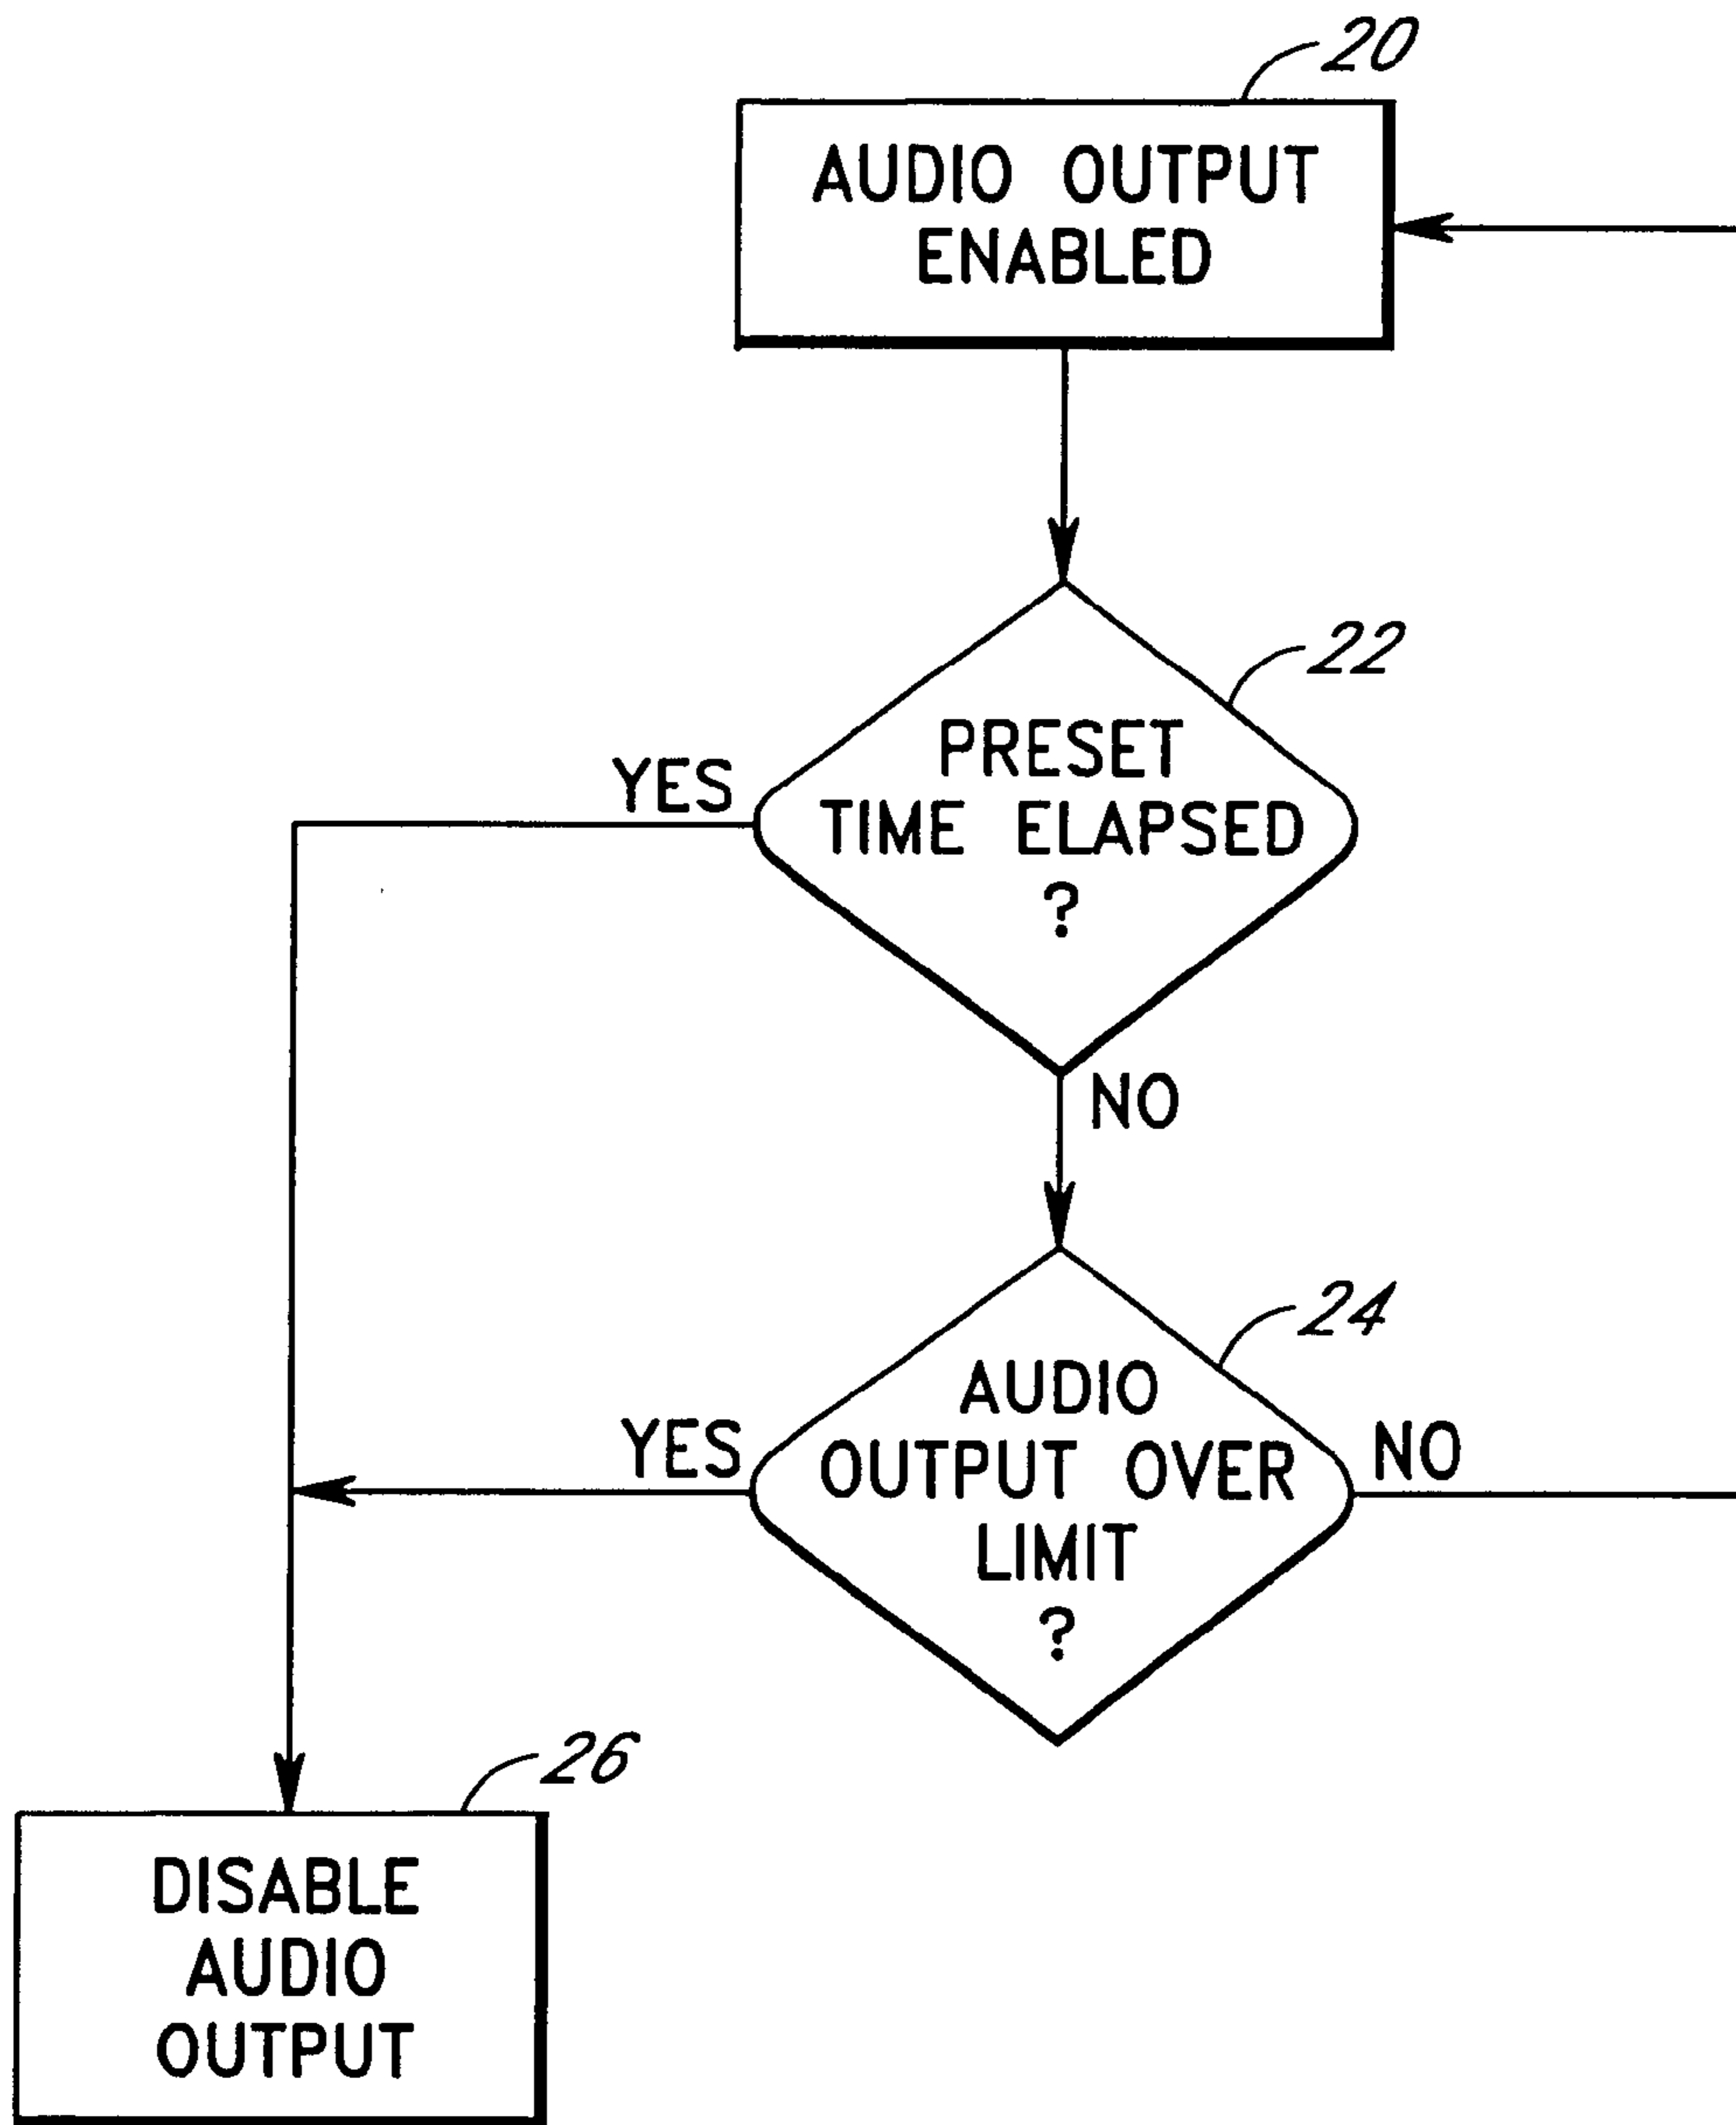 20
AUDIO OUTPUT
ENABLED
22
PRESET
TIME ELAPSED
?
YES
NO
24
AUDIO
OUTPUT OVER
LIMIT
?
YES
NO
26
DISABLE
AUDIO
OUTPUT